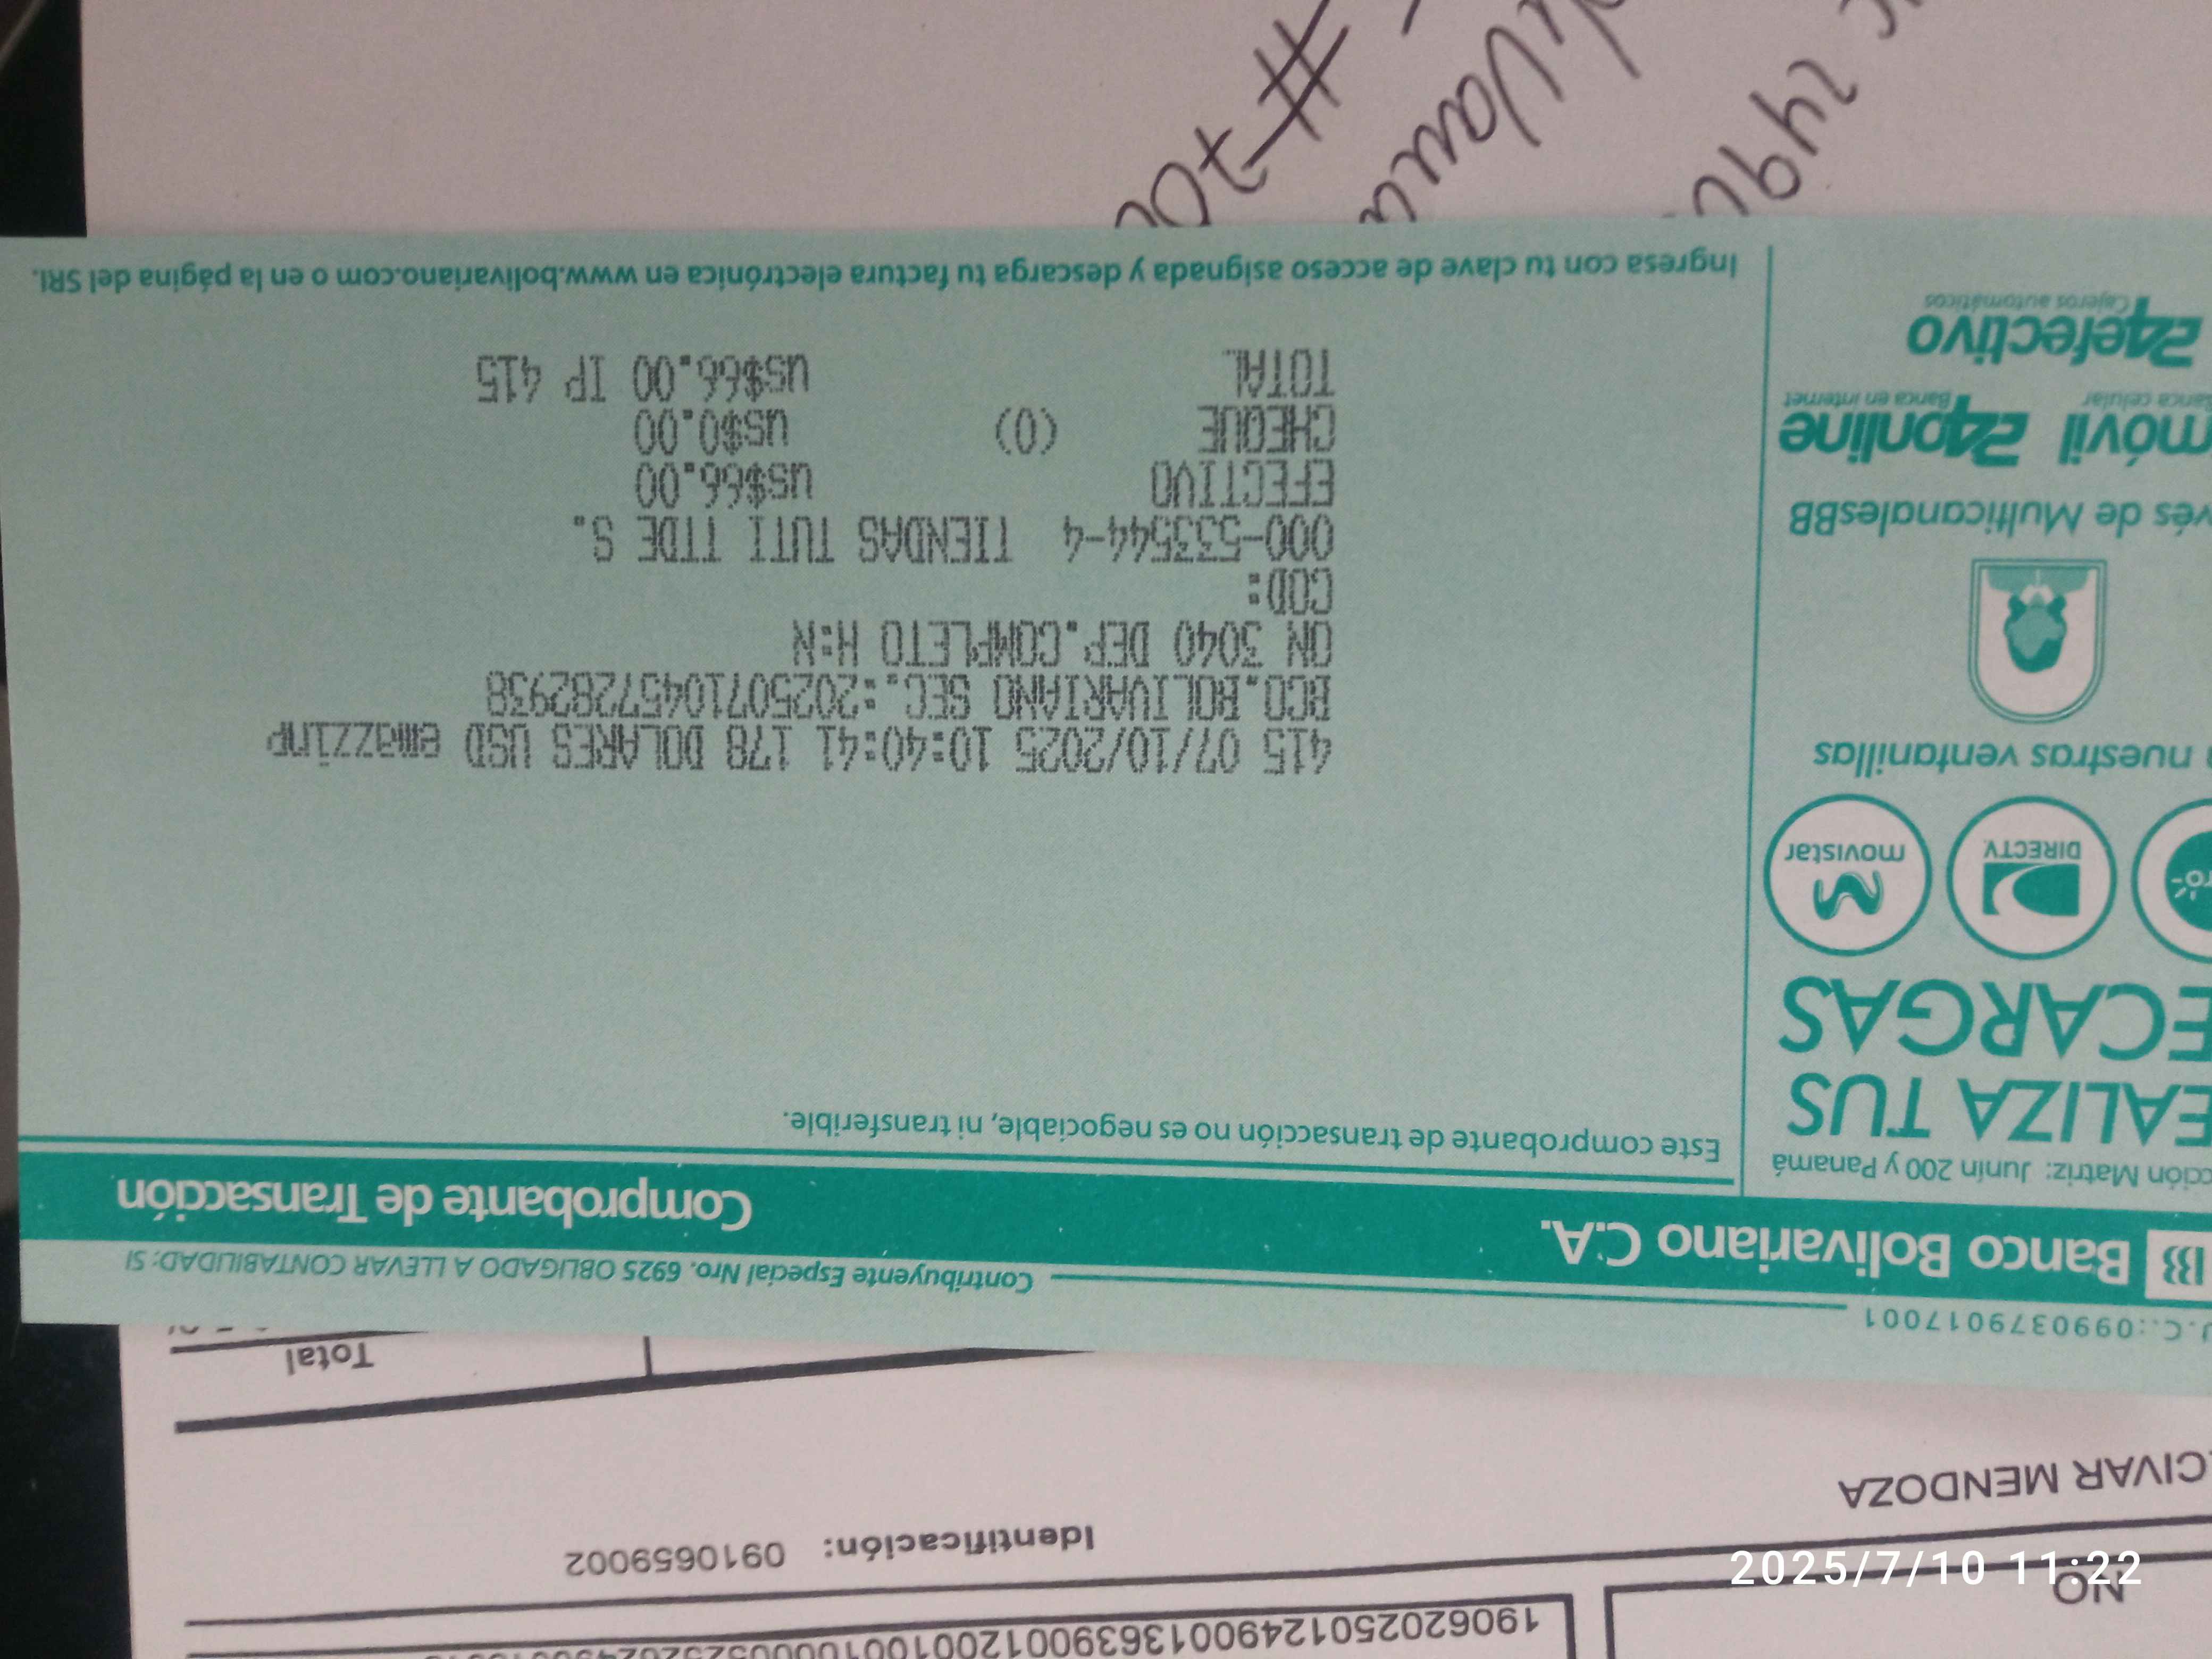 J.C.:0990379017001
Contribuyente Especial Nro. 6925 OBLIGADO A LLEVAR CONTABILIDAD: SI
Banco Bolivariano C.A.
Comprobante de Transacción
cción Matriz: Junín 200 y Panamá
EALIZA TUS
ECARGAS
DIRECTV
movistar
nuestras ventanillas
vés de MulticanalesBB
móvil
24online
Banca celular
Banca en internet
24efectivo
Cajeros automáticos
Este comprobante de transacción no es negociable, ni transferible.
415 07/10/2025 10:40:41 178 DOLARES USD emazzinp
BCO.BOLIVARIANO SEC.:2025071045728293B
ON 3040 DEP.COMPLETO H:N
COD:
000-533544-4 TIENDAS TUTI TTDE S.
EFECTIVO US$66.00
CHEQUE (0) US$0.00
TOTAL US$66.00 IP 415
Ingresa con tu clave de acceso asignada y descarga tu factura electrónica en www.bolivariano.com o en la página del SRI.
Total
CIVAR MENDOZA
Identificación: 0910659002
NO
2025/7/10 11:22